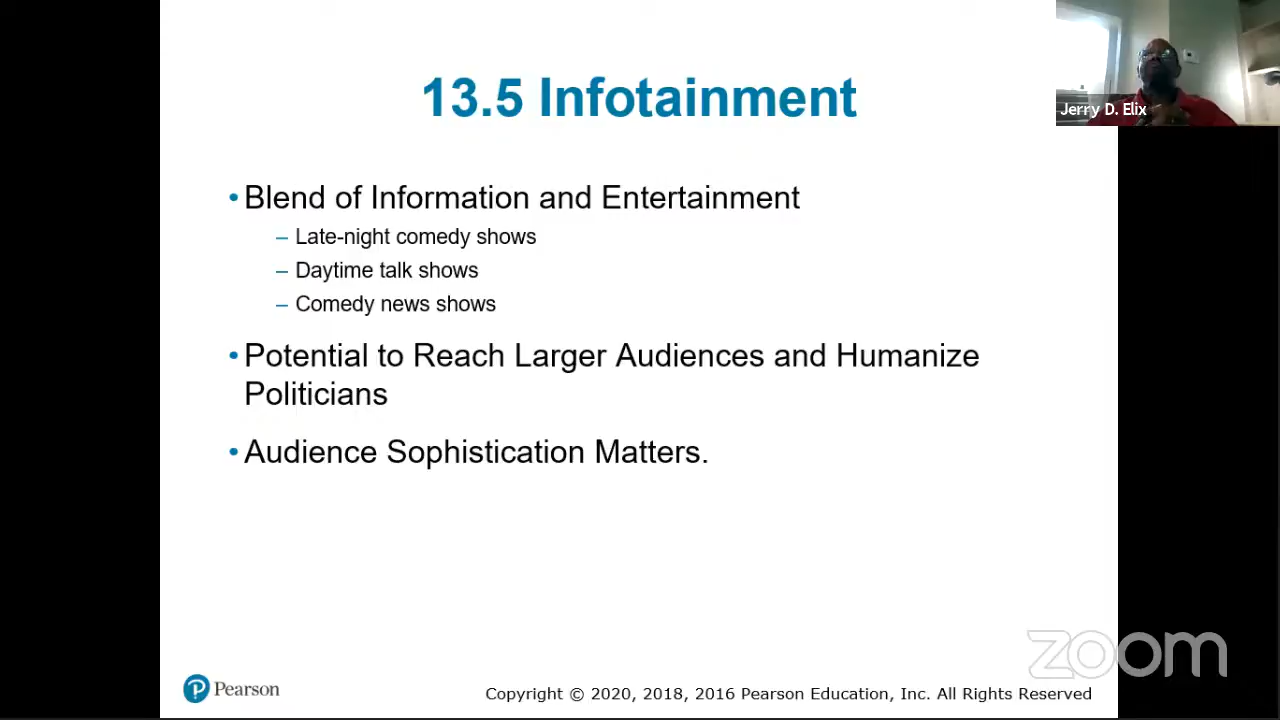 13.5 Infotainment
Jerry D. Elix
•Blend of Information and Entertainment
– Late-night comedy shows
– Daytime talk shows
– Comedy news shows
•Potential to Reach Larger Audiences and Humanize
Politicians
•Audience Sophistication Matters.
zoom
P Pearson
Copyright © 2020, 2018, 2016 Pearson Education, Inc. All Rights Reserved